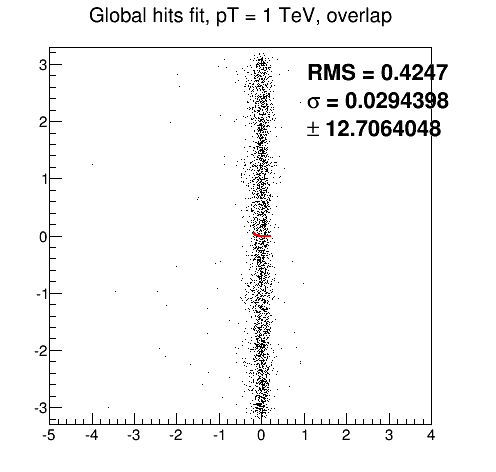 Global hits fit, pT = 1 TeV, overlap
RMS = 0.4247
σ = 0.0294398
± 12.7064048
3
2
1
0
-1
-2
-3
-5 -4 -3 -2 -1 0 1 2 3 4